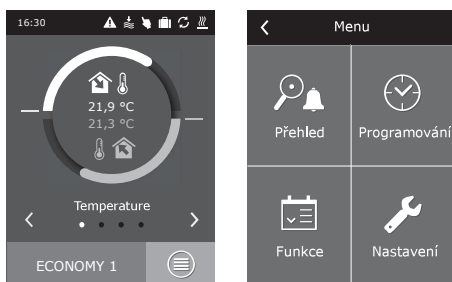 16:30
21,9 °C
21,3 °C
Temperature
ECONOMY 1
Menu
Přehled
Programování
Funkce
Nastavení